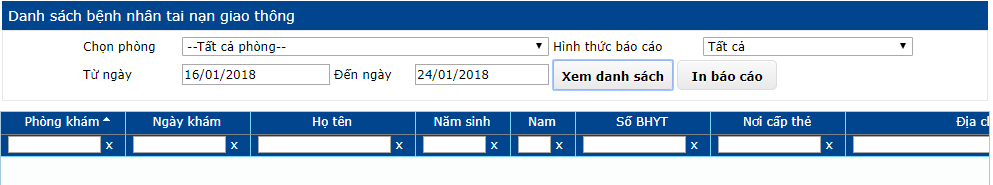 Danh sách bệnh nhân tai nạn giao thông
Chọn phòng --Tất cả phòng-- Hình thức báo cáo Tất cả
Từ ngày 16/01/2018 Đến ngày 24/01/2018 Xem danh sách In báo cáo
Phòng khám Ngày khám Họ tên Năm sinh Nam Số BHYT Nơi cấp thẻ Địa ch
x x x x x x x